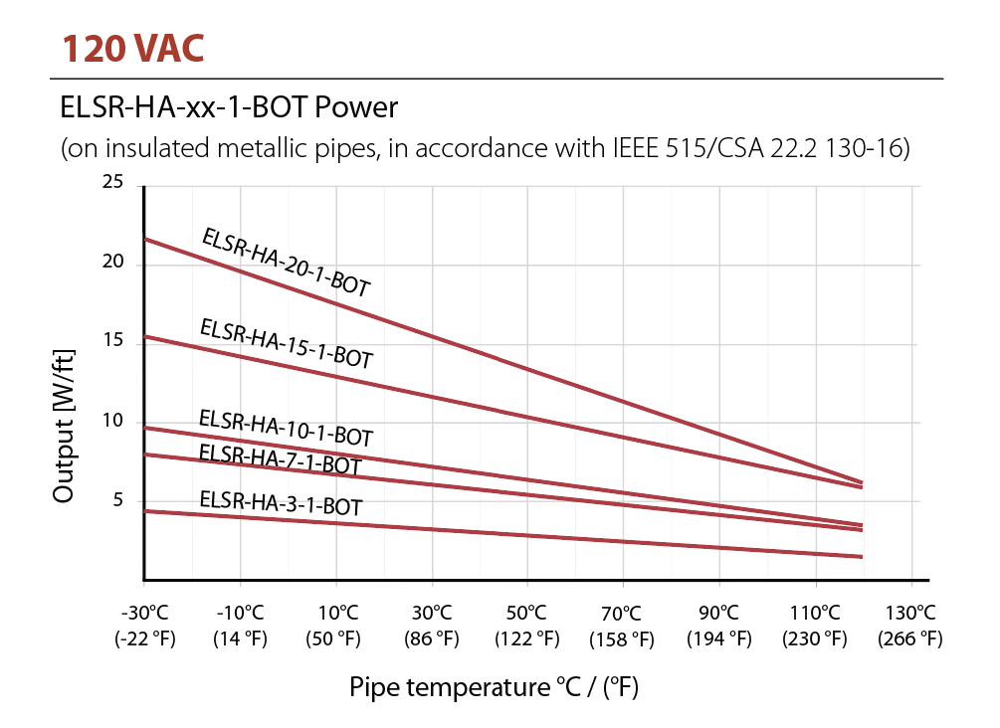 120 VAC
ELSR-HA-xx-1-BOT Power
(on insulated metallic pipes, in accordance with IEEE 515/CSA 22.2 130-16)
25
20
15
10
5
Output [W/ft]
ELSR-HA-20-1-BOT
ELSR-HA-15-1-BOT
ELSR-HA-10-1-BOT
ELSR-HA-7-1-BOT
ELSR-HA-3-1-BOT
-30°C -10°C 10°C 30°C 50°C 70°C 90°C 110°C 130°C
(-22 °F) (14 °F) (50 °F) (86 °F) (122 °F) (158 °F) (194 °F) (230 °F) (266 °F)
Pipe temperature °C / (°F)